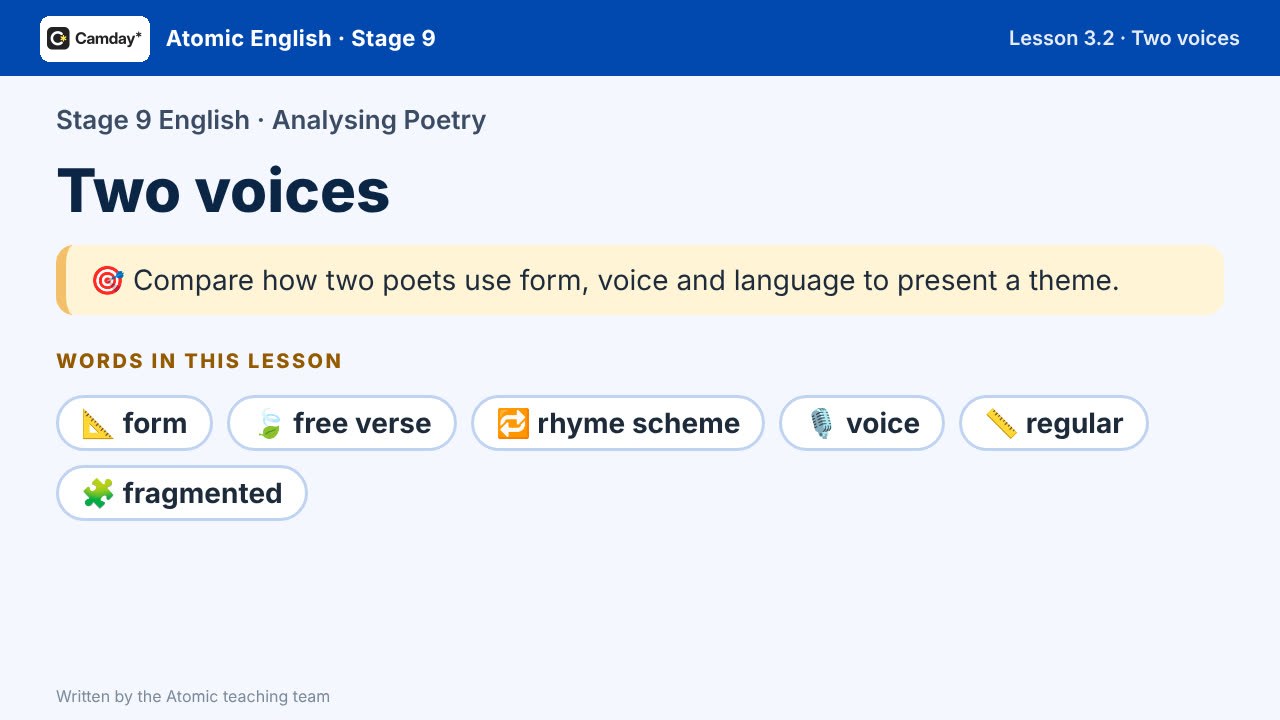 Camday*
Atomic English · Stage 9
Lesson 3.2 · Two voices
Stage 9 English · Analysing Poetry
Two voices
🎯 Compare how two poets use form, voice and language to present a theme.
WORDS IN THIS LESSON
📐 form
🍃 free verse
🔁 rhyme scheme
🎙️ voice
📏 regular
🧩 fragmented
Written by the Atomic teaching team